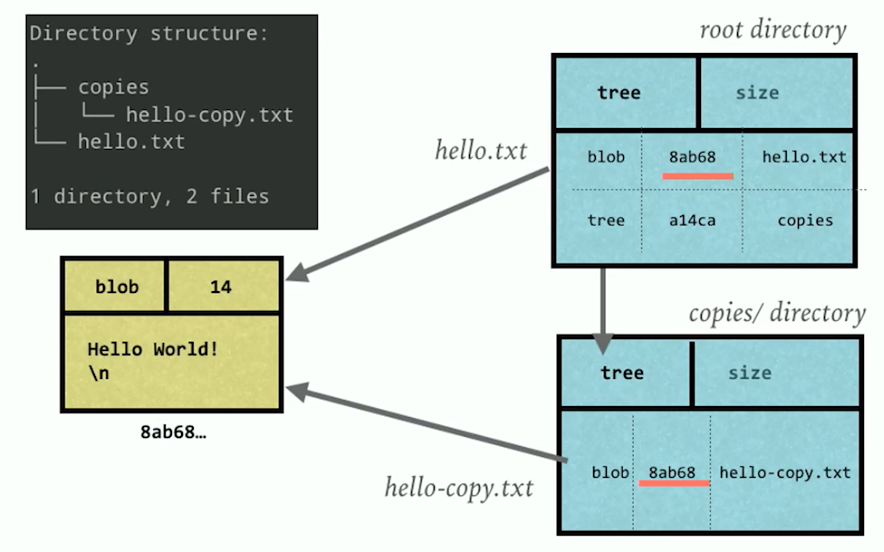 Directory structure:
.
├── copies
│   └── hello-copy.txt
└── hello.txt
1 directory, 2 files
root directory
tree size
blob 8ab68 hello.txt
tree a14ca copies
hello.txt
blob 14
Hello World!
\n
8ab68…
copies/ directory
tree size
blob 8ab68 hello-copy.txt
hello-copy.txt